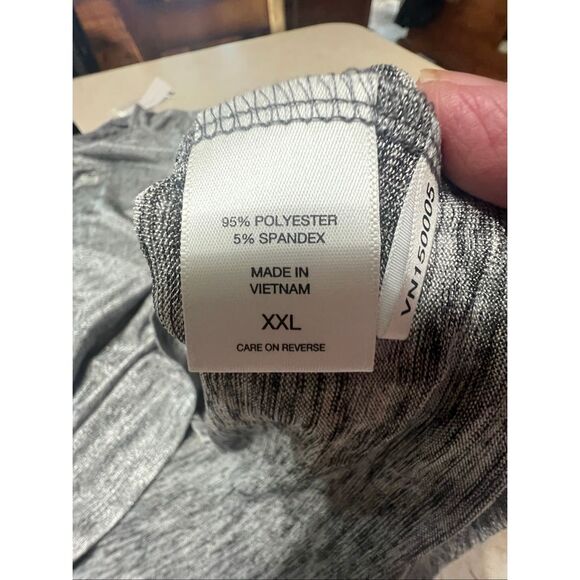 95% POLYESTER
5% SPANDEX
MADE IN
VIETNAM
XXL
CARE ON REVERSE
VN150005